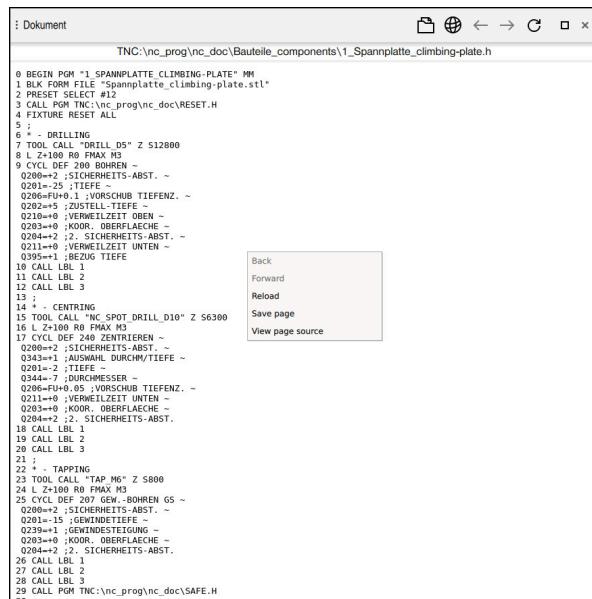 Dokument
TNC:\nc_prog\nc_doc\Bauteile_components\1_Spannplatte_climbing-plate.h
0 BEGIN PGM "1_SPANNPLATTE_CLIMBING-PLATE" MM
1 BLK FORM FILE "Spannplatte_climbing-plate.stl"
2 PRESET SELECT #12
3 CALL PGM TNC:\nc_prog\nc_doc\RESET.H
4 FIXTURE RESET ALL
5 ;
6 * - DRILLING
7 TOOL CALL "DRILL_D5" Z S12800
8 L Z+100 R0 FMAX M3
9 CYCL DEF 200 BOHREN ~
Q200=+2 ;SICHERHEITS-ABST. ~
Q201=-25 ;TIEFE ~
Q206=FU+0.1 ;VORSCHUB TIEFENZ. ~
Q202=+5 ;ZUSTELL-TIEFE ~
Q210=+0 ;VERWEILZEIT OBEN ~
Q203=+0 ;KOOR. OBERFLAECHE ~
Q204=+2 ;2. SICHERHEITS-ABST. ~
Q211=+0 ;VERWEILZEIT UNTEN ~
Q395=+1 ;BEZUG TIEFE
10 CALL LBL 1
11 CALL LBL 2
12 CALL LBL 3
13 ;
14 * - CENTRING
15 TOOL CALL "NC_SPOT_DRILL_D10" Z S6300
16 L Z+100 R0 FMAX M3
17 CYCL DEF 240 ZENTRIEREN ~
Q200=+2 ;SICHERHEITS-ABST. ~
Q343=+1 ;AUSWAHL DURCHM/TIEFE ~
Q201=-2 ;TIEFE ~
Q344=-7 ;DURCHMESSER ~
Q206=FU+0.05 ;VORSCHUB TIEFENZ. ~
Q211=+0 ;VERWEILZEIT UNTEN ~
Q203=+0 ;KOOR. OBERFLAECHE ~
Q204=+2 ;2. SICHERHEITS-ABST.
18 CALL LBL 1
19 CALL LBL 2
20 CALL LBL 3
21 ;
22 * - TAPPING
23 TOOL CALL "TAP_M6" Z S800
24 L Z+100 R0 FMAX M3
25 CYCL DEF 207 GEW.-BOHREN GS ~
Q200=+2 ;SICHERHEITS-ABST. ~
Q201=-15 ;GEWINDETIEFE ~
Q239=+1 ;GEWINDESTEIGUNG ~
Q203=+0 ;KOOR. OBERFLAECHE ~
Q204=+2 ;2. SICHERHEITS-ABST.
26 CALL LBL 1
27 CALL LBL 2
28 CALL LBL 3
29 CALL PGM TNC:\nc_prog\nc_doc\SAFE.H
Back
Forward
Reload
Save page
View page source